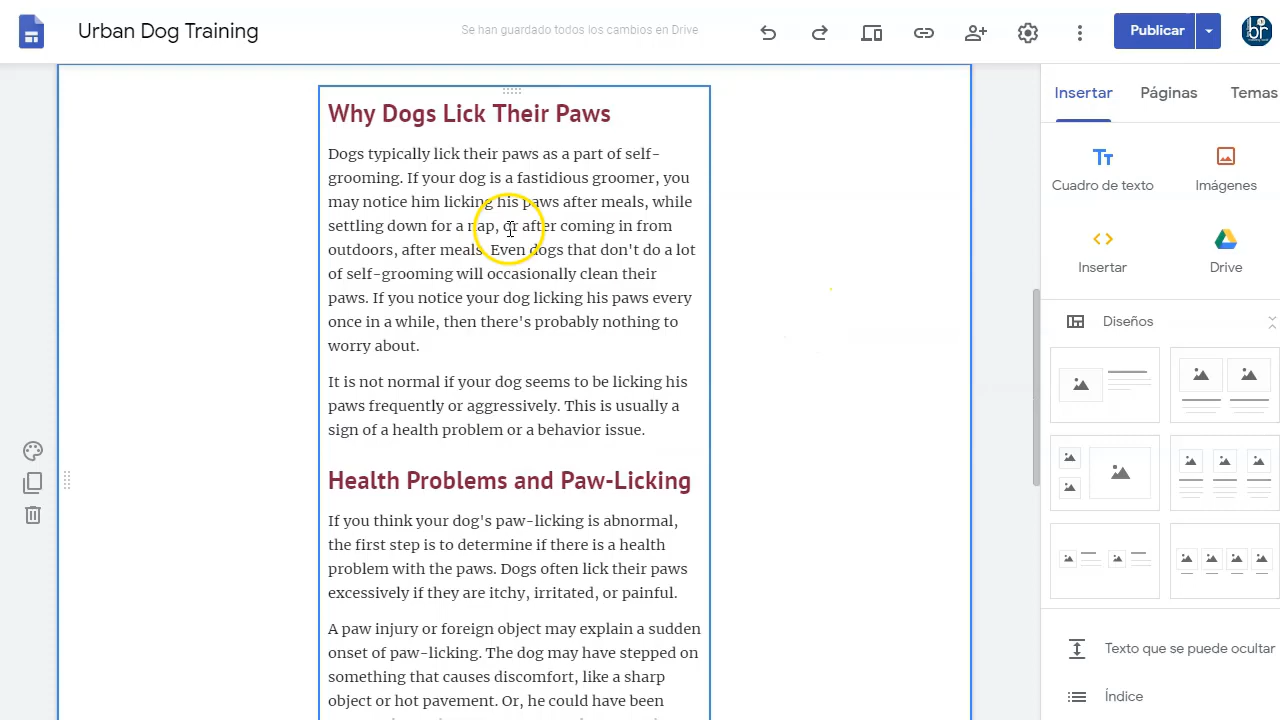 Urban Dog Training
Se han guardado todos los cambios en Drive
Publicar
br
Insertar
Páginas
Temas
Why Dogs Lick Their Paws
Dogs typically lick their paws as a part of self-
grooming. If your dog is a fastidious groomer, you
may notice him licking his paws after meals, while
settling down for a nap, or after coming in from
outdoors, after meals. Even dogs that don't do a lot
of self-grooming will occasionally clean their
paws. If you notice your dog licking his paws every
once in a while, then there's probably nothing to
worry about.
It is not normal if your dog seems to be licking his
paws frequently or aggressively. This is usually a
sign of a health problem or a behavior issue.
Health Problems and Paw-Licking
If you think your dog's paw-licking is abnormal,
the first step is to determine if there is a health
problem with the paws. Dogs often lick their paws
excessively if they are itchy, irritated, or painful.
A paw injury or foreign object may explain a sudden
onset of paw-licking. The dog may have stepped on
something that causes discomfort, like a sharp
object or hot pavement. Or, he could have been
Tt
Cuadro de texto
Imágenes
Insertar
Drive
Diseños
Texto que se puede ocultar
Índice